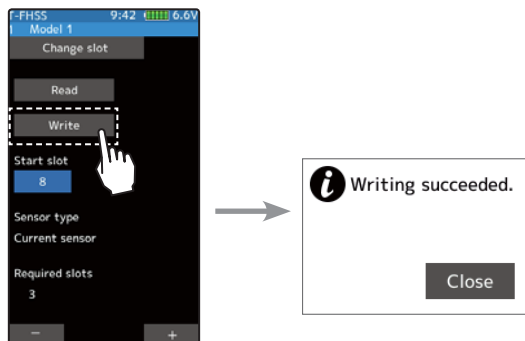 T-FHSS 9:42 6.6V
1 Model 1
Change slot
Read
Write
Start slot
8
Sensor type
Current sensor
Required slots
3
− +
i Writing succeeded.
Close